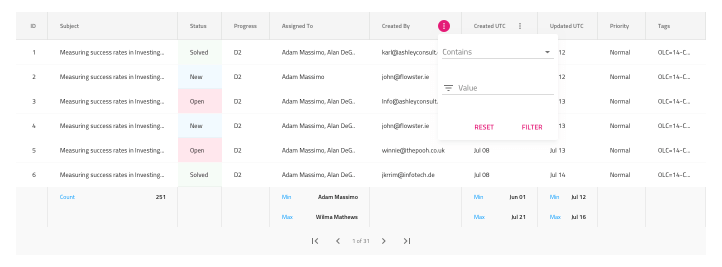 ID Subject Status Progress Assigned To Created By Created UTC Updated UTC Priority Tags
1 Measuring success rates in Investing... Solved D2 Adam Massimo, Alan DeG.. karl@ashleyconsult. Contains 12 Normal OLC=14-C...
2 Measuring success rates in Investing... New D2 Adam Massimo john@flowster.ie 12 Normal OLC=14-C...
Value
3 Measuring success rates in Investing... Open D2 Adam Massimo, Alan DeG.. Info@ashleyconsult. 13 Normal OLC=14-C...
4 Measuring success rates in Investing... New D2 Adam Massimo, Alan DeG.. john@flowster.ie RESET FILTER 13 Normal OLC=14-C...
5 Measuring success rates in Investing... Open D2 Adam Massimo, Alan DeG.. winnie@thepooh.co.uk Jul 08 Jul 13 Normal OLC=14-C...
6 Measuring success rates in Investing... Solved D2 Adam Massimo, Alan DeG.. jkrrim@infotech.de Jul 08 Jul 14 Normal OLC=14-C...
Count 251 Min Adam Massimo Min Jun 01 Min Jul 12
Max Wilma Mathews Max Jul 21 Max Jul 16
1 of 31